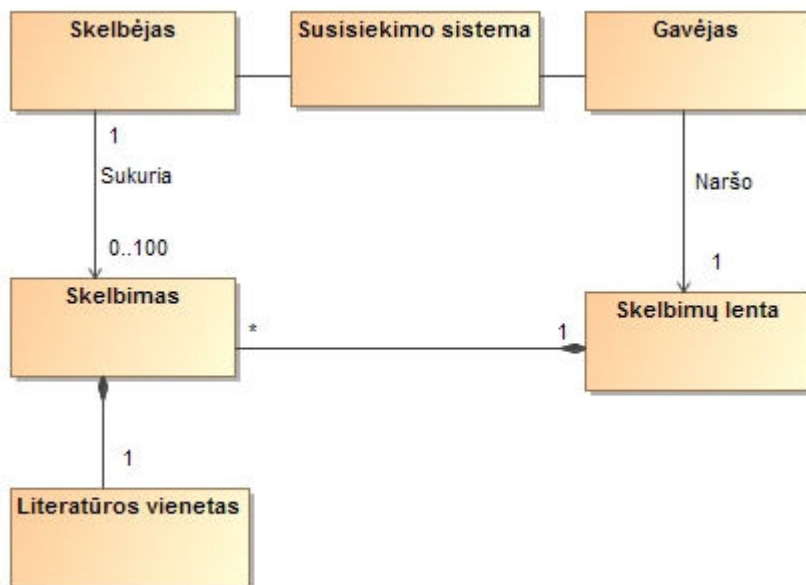 Skelbėjas
Susisiekimo sistema
Gavėjas
1
Sukuria
Naršo
0..100
1
Skelbimas
Skelbimų lenta
*
1
1
Literatūros vienetas